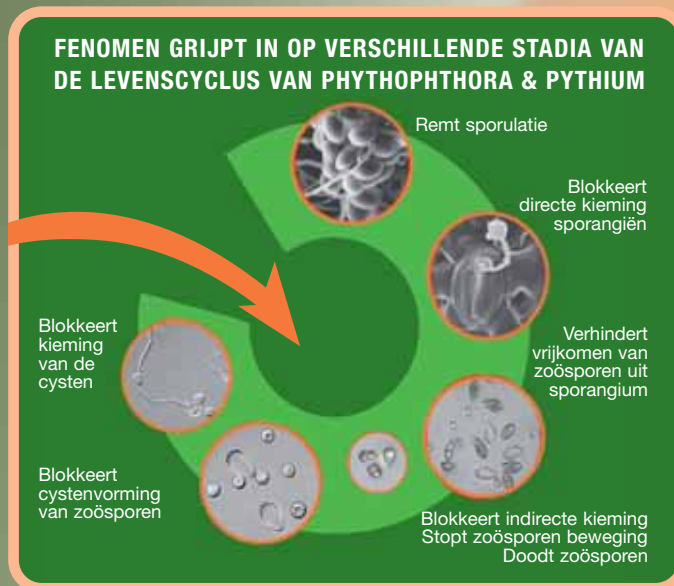 FENOMEN GRIJPT IN OP VERSCHILLENDE STADIA VAN
DE LEVENSCYCLUS VAN PHYTHOPHTHORA & PYTHIUM
Remt sporulatie
Blokkeert
directe kieming
sporangiën
Verhindert
vrijkomen van
zoösporen uit
sporangium
Blokkeert indirecte kieming
Stopt zoösporen beweging
Doodt zoösporen
Blokkeert
cystenvorming
van zoösporen
Blokkeert
kieming
van de
cysten